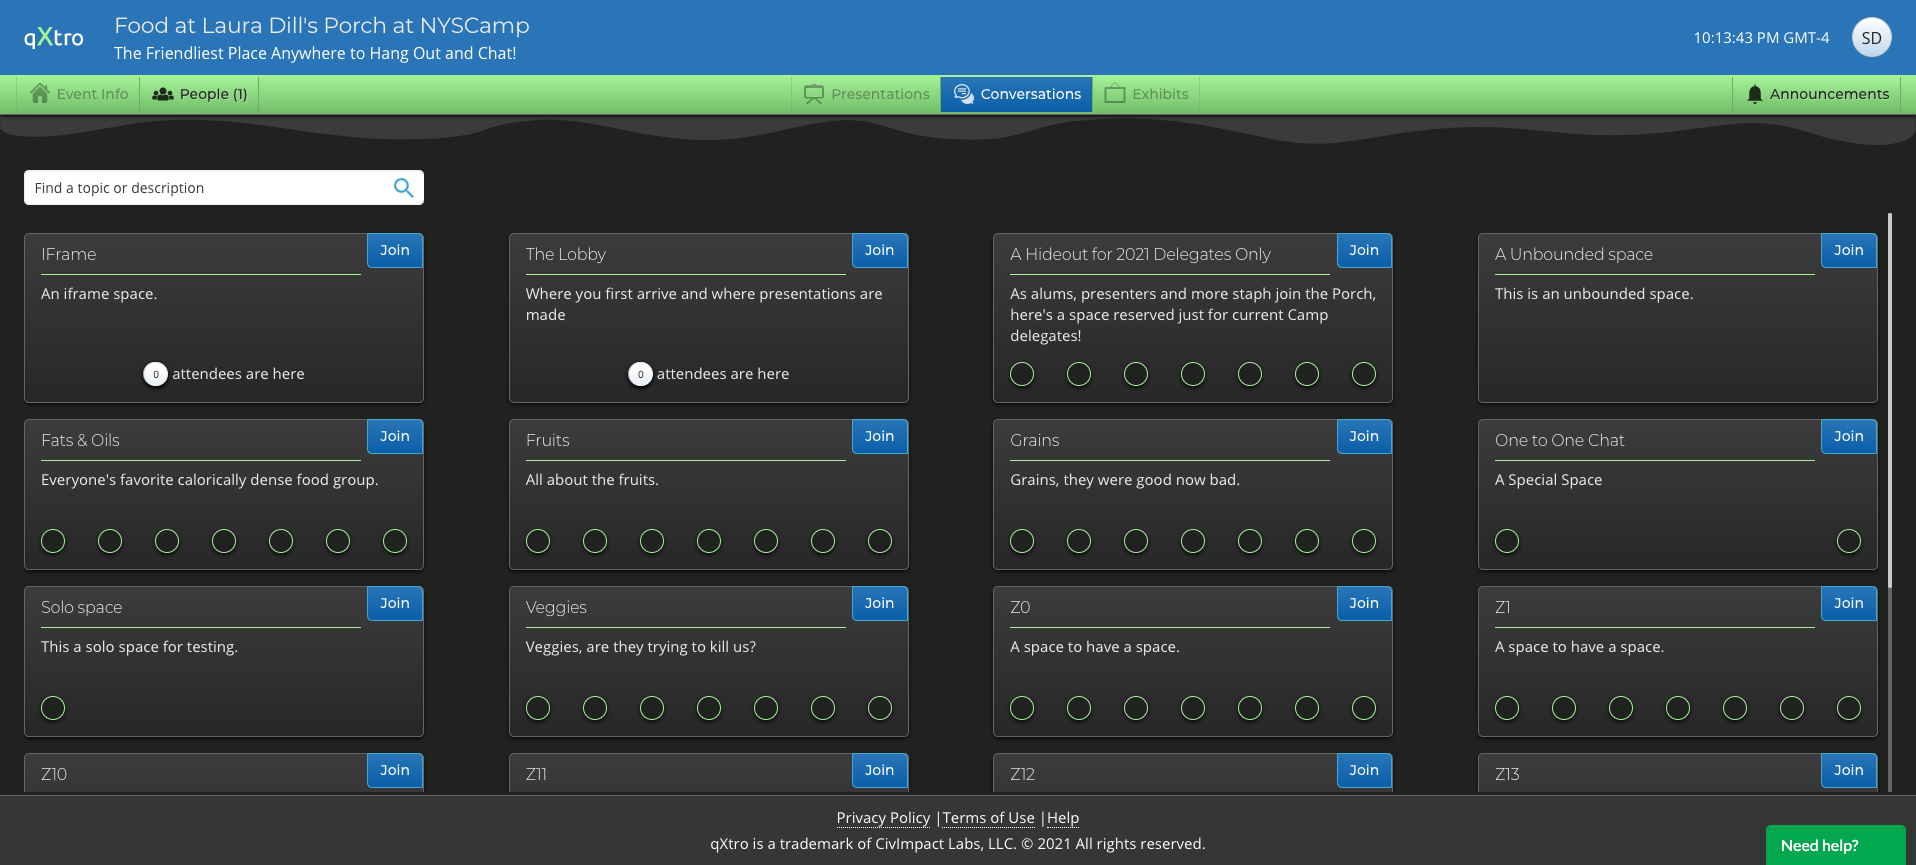 qXtro
Food at Laura Dill's Porch at NYSCamp
The Friendliest Place Anywhere to Hang Out and Chat!
10:13:43 PM GMT-4
SD
Event Info
People (1)
Presentations
Conversations
Exhibits
Announcements
Find a topic or description
IFrame
Join
An iframe space.
0 attendees are here
The Lobby
Join
Where you first arrive and where presentations are
made
0 attendees are here
A Hideout for 2021 Delegates Only
Join
As alums, presenters and more staph join the Porch,
here's a space reserved just for current Camp
delegates!
A Unbounded space
Join
This is an unbounded space.
Fats & Oils
Join
Everyone's favorite calorically dense food group.
Fruits
Join
All about the fruits.
Grains
Join
Grains, they were good now bad.
One to One Chat
Join
A Special Space
Solo space
Join
This a solo space for testing.
Veggies
Join
Veggies, are they trying to kill us?
Z0
Join
A space to have a space.
Z1
Join
A space to have a space.
Z10
Join
Z11
Join
Z12
Join
Z13
Join
Privacy Policy | Terms of Use | Help
qXtro is a trademark of CivImpact Labs, LLC. © 2021 All rights reserved.
Need help?